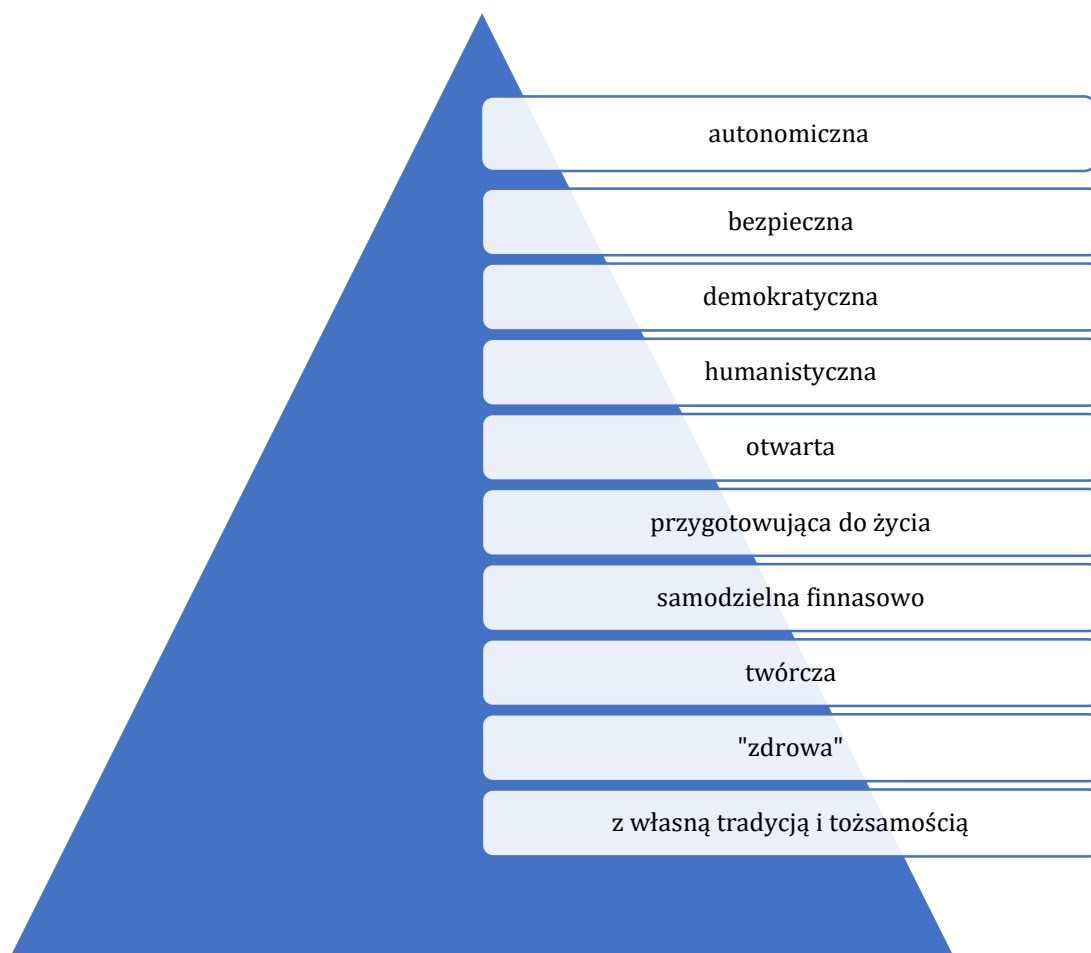 autonomiczna
bezpieczna
demokratyczna
humanistyczna
otwarta
przygotowująca do życia
samodzielna finnasowo
twórcza
"zdrowa"
z własną tradycją i tożsamością